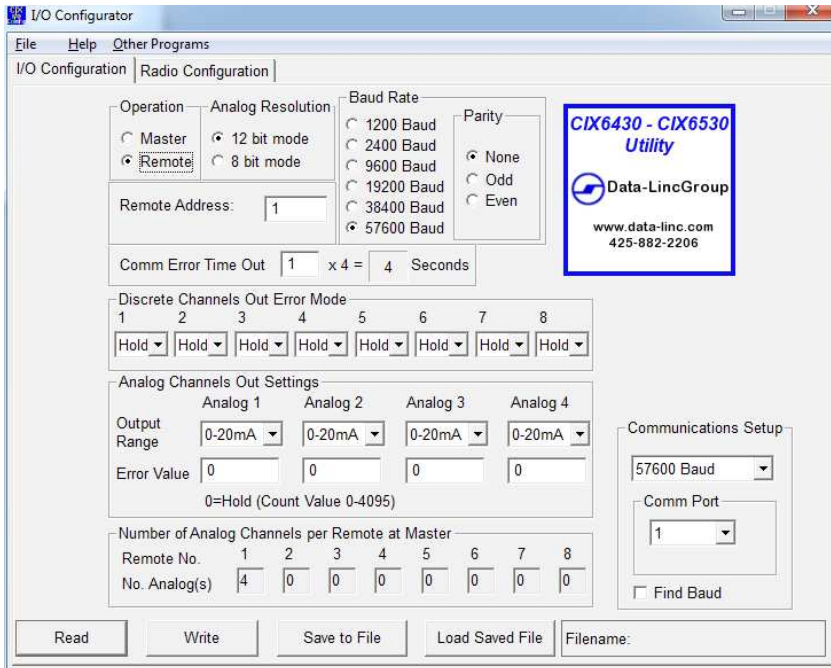 I/O Configurator
File Help Other Programs
I/O Configuration Radio Configuration
Operation
Master
Remote
Analog Resolution
12 bit mode
8 bit mode
Baud Rate
1200 Baud
2400 Baud
9600 Baud
19200 Baud
38400 Baud
57600 Baud
Parity
None
Odd
Even
CIX6430 - CIX6530
Utility
Data-LincGroup
www.data-linc.com
425-882-2206
Remote Address: 1
Comm Error Time Out 1 x 4 = 4 Seconds
Discrete Channels Out Error Mode
1 2 3 4 5 6 7 8
Hold Hold Hold Hold Hold Hold Hold Hold
Analog Channels Out Settings
Analog 1 Analog 2 Analog 3 Analog 4
Output
Range
0-20mA 0-20mA 0-20mA 0-20mA
Error Value 0 0 0 0
0=Hold (Count Value 0-4095)
Number of Analog Channels per Remote at Master
Remote No. 1 2 3 4 5 6 7 8
No. Analog(s) 4 0 0 0 0 0 0 0
Communications Setup
57600 Baud
Comm Port
1
Find Baud
Read Write Save to File Load Saved File Filename: